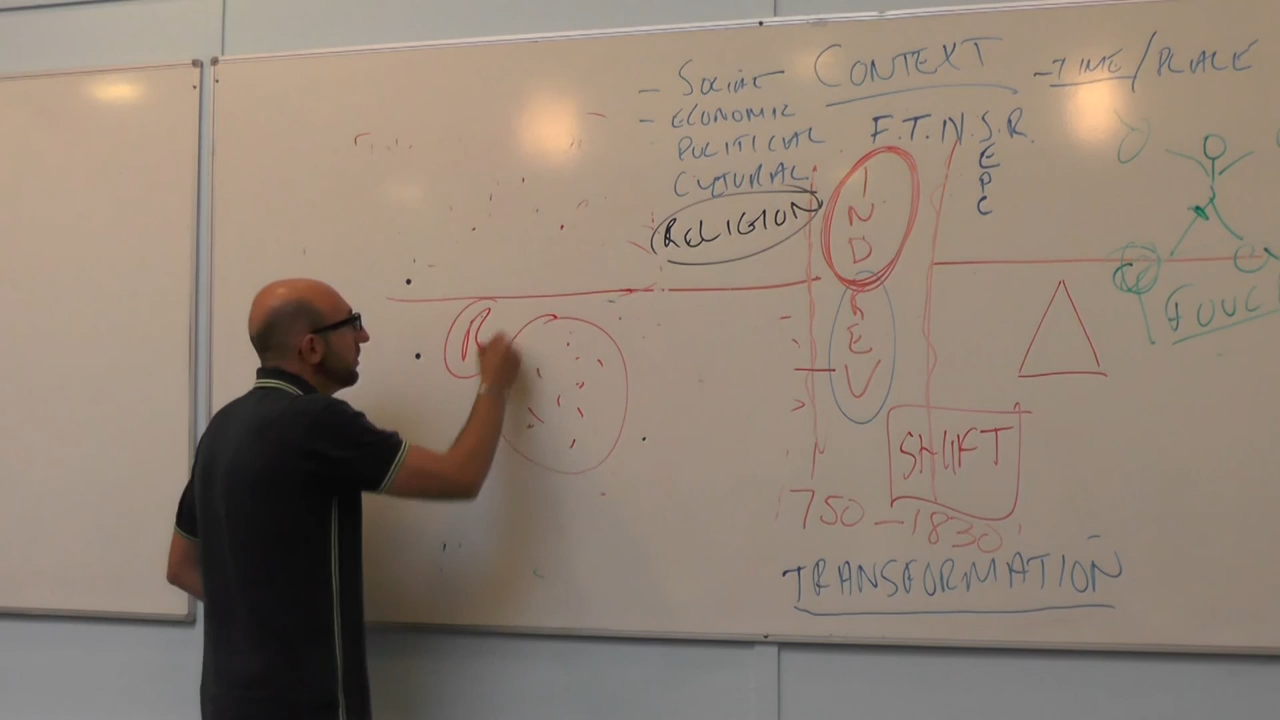 CONTEXT
- TIME/PLACE
- SOCIAL
- ECONOMIC
POLITICAL
CULTURAL
RELIGION
F.T.N.S.R.
E
P
C
IND
REV
R
SHIFT
FOUC
1750-1830
TRANSFORMATION